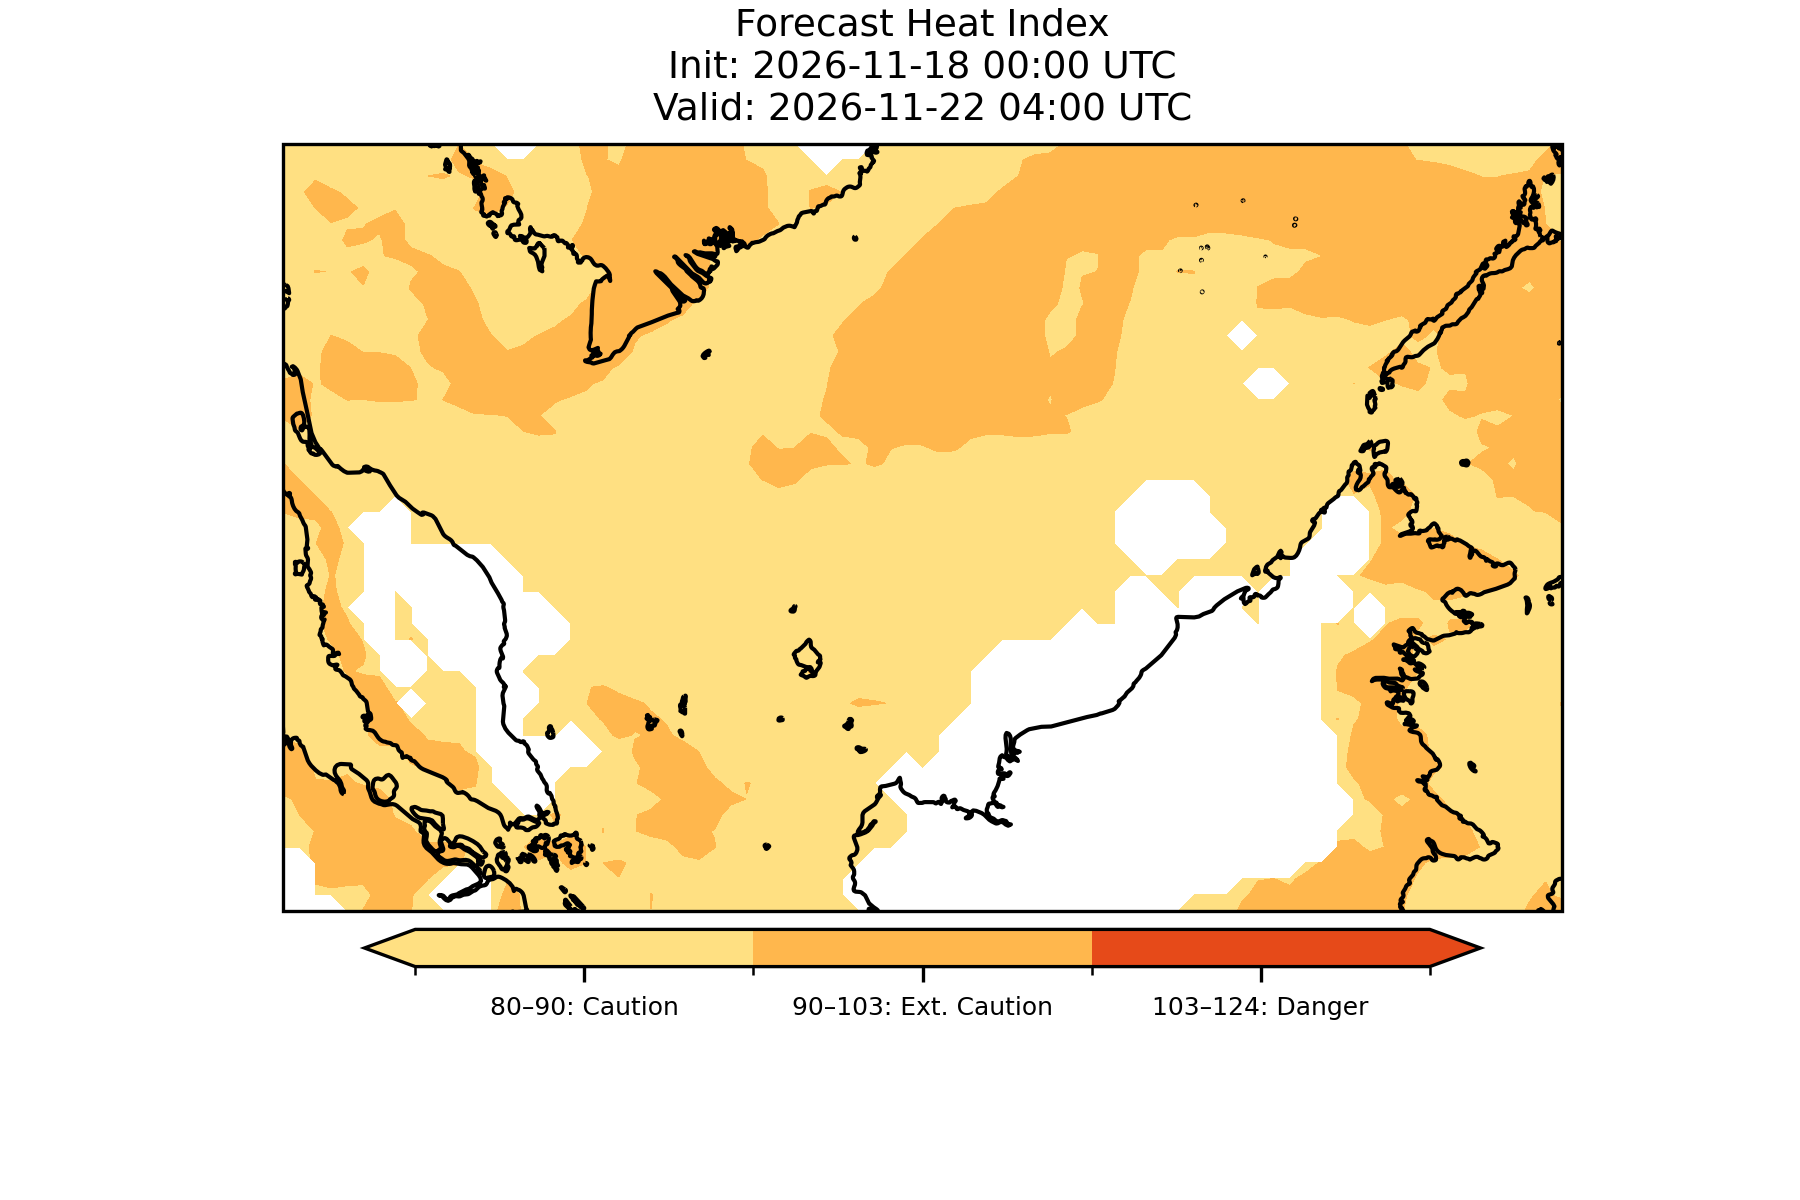 Forecast Heat Index
Init: 2026-11-18 00:00 UTC
Valid: 2026-11-22 04:00 UTC
80–90: Caution
90–103: Ext. Caution
103–124: Danger